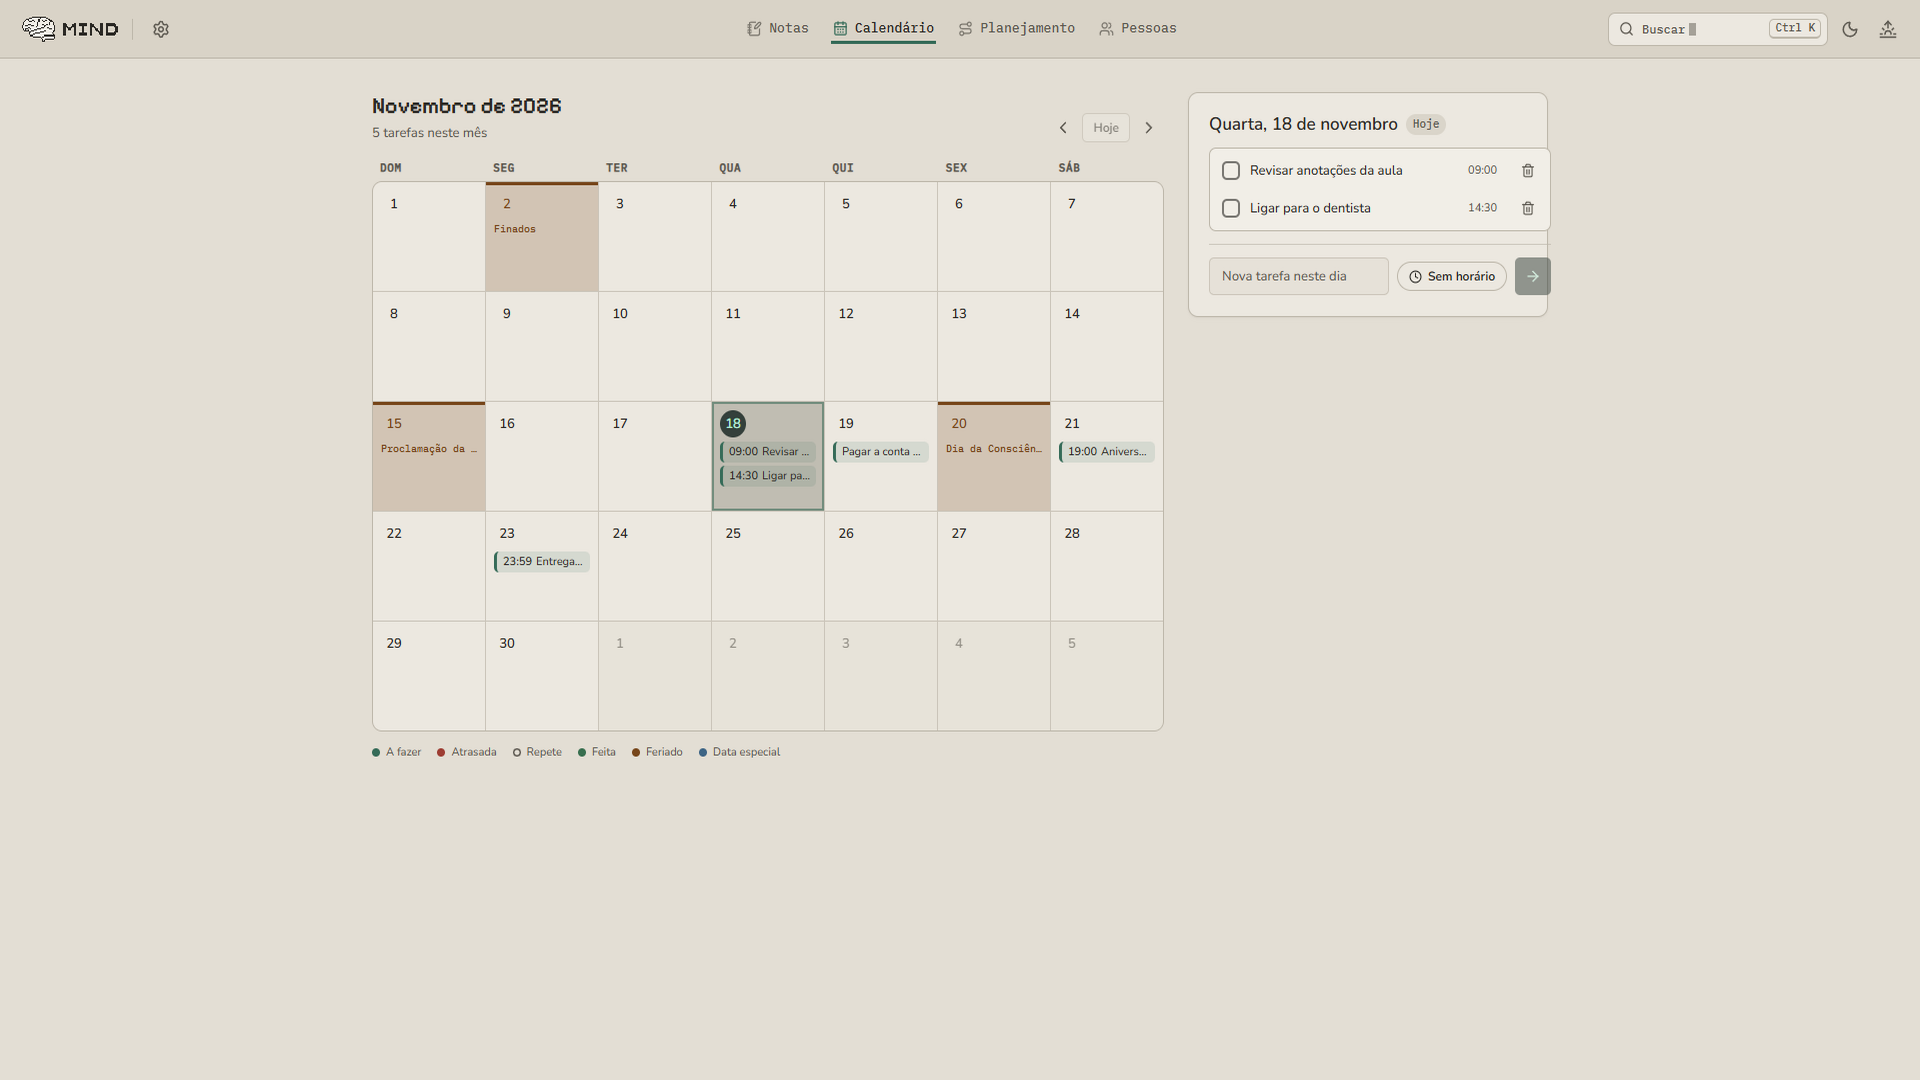 MIND
Notas
Calendário
Planejamento
Pessoas
Buscar
Ctrl K
Novembro de 2026
5 tarefas neste mês
Hoje
DOM SEG TER QUA QUI SEX SÁB
1 2 3 4 5 6 7
Finados
8 9 10 11 12 13 14
15 16 17 18 19 20 21
Proclamação da …
09:00 Revisar …
14:30 Ligar pa…
Pagar a conta …
Dia da Consciên…
19:00 Anivers…
22 23 24 25 26 27 28
23:59 Entrega…
29 30 1 2 3 4 5
A fazer
Atrasada
Repete
Feita
Feriado
Data especial
Quarta, 18 de novembro
Hoje
Revisar anotações da aula 09:00
Ligar para o dentista 14:30
Nova tarefa neste dia
Sem horário